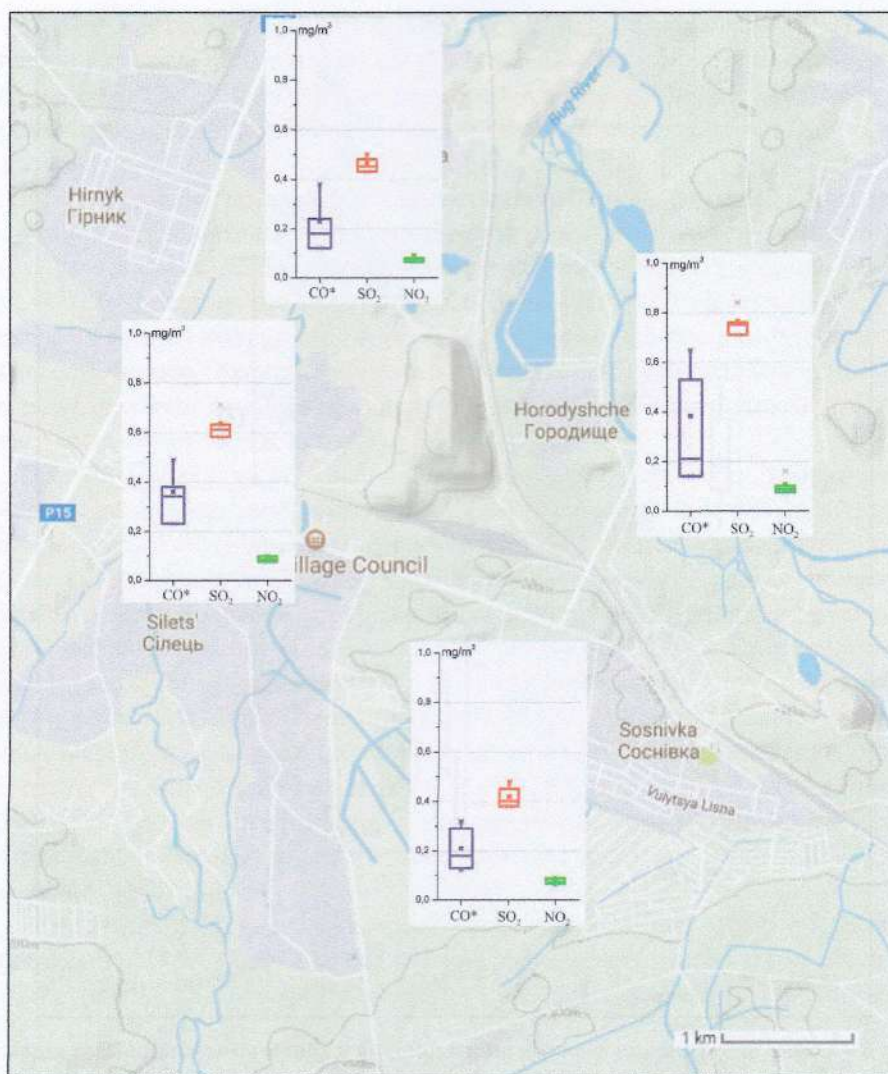 1,0
mg/m³
0,8
0,6
0,4
0,2
0,0
CO*
SO₂
NO₂
Bug River
Hirnyk
Гірник
1,0
mg/m³
0,8
0,6
0,4
0,2
0,0
CO*
SO₂
NO₂
1,0
mg/m³
0,8
0,6
0,4
0,2
0,0
CO*
SO₂
NO₂
Horodyshche
Городище
P15
illage Council
Silets'
Сілець
1,0
mg/m³
0,8
0,6
0,4
0,2
0,0
CO*
SO₂
NO₂
Sosnivka
Соснівка
Vulytsya Lisna
1 km